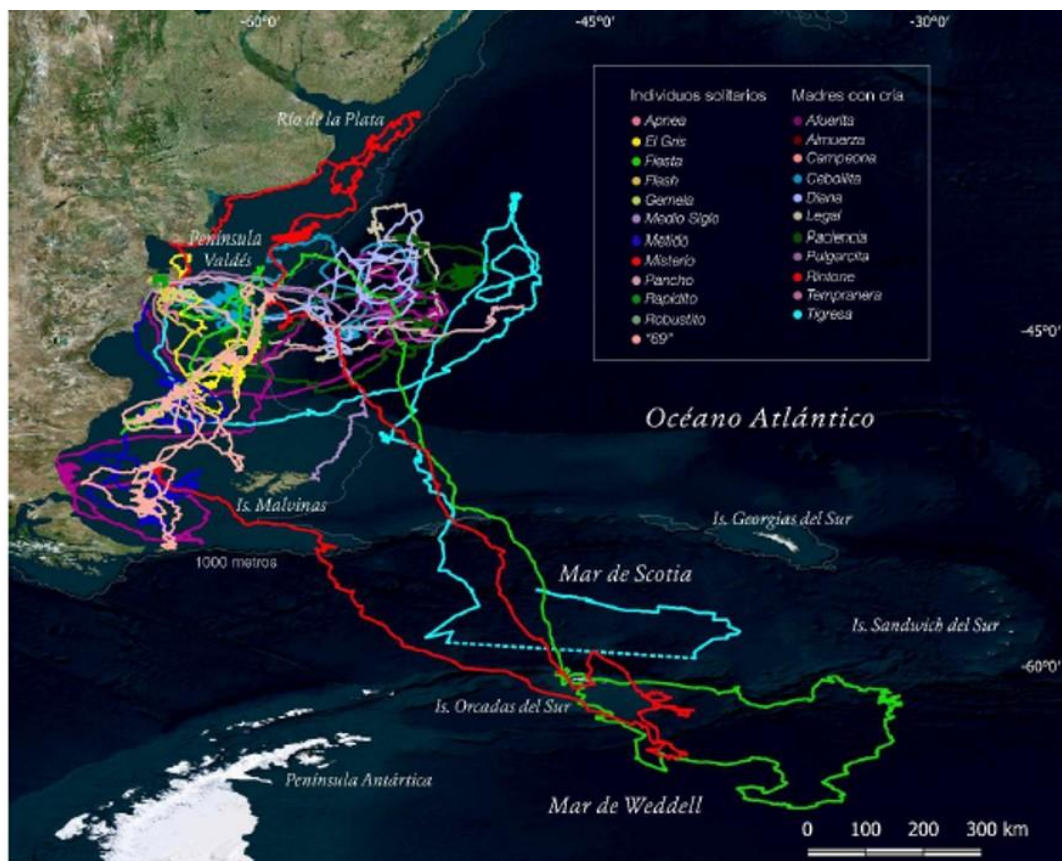 -60°0'
-45°0'
-30°0'
Individuos solitarios
Apnea
El Gris
Fiesta
Flash
Gemela
Medio Siglo
Metido
Misterio
Pancho
Rapidito
Robustito
"69"
Madres con cría
Afuerita
Almuerza
Campeona
Cebollita
Diana
Legal
Paciencia
Pulgarcita
Rintone
Tempranera
Tigresa
Río de la Plata
Península
Valdés
-45°0'
Océano Atlántico
Is. Malvinas
Is. Georgias del Sur
1000 metros
Mar de Scotia
Is. Sandwich del Sur
-60°0'
Is. Orcadas del Sur
Península Antártica
Mar de Weddell
0 100 200 300 km